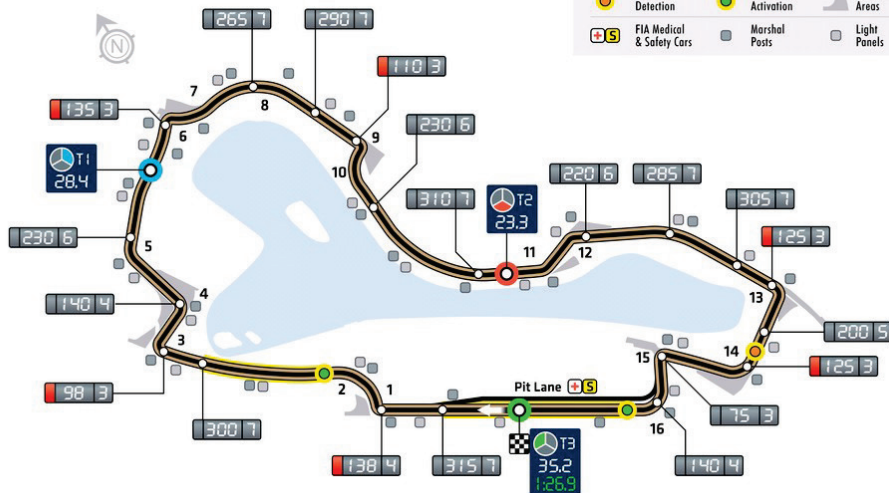 Detection
Activation
Areas
FIA Medical
& Safety Cars
Marshal
Posts
Light
Panels
S
N
265 7
290 7
110 3
135 3
7
8
9
6
230 6
T1
28.4
10
220 6
285 7
310 7
T2
23.3
305 7
125 3
230 6
5
11
12
13
140 4
4
200 5
3
2
1
Pit Lane
S
15
14
125 3
98 3
75 3
300 7
16
138 4
315 7
T3
35.2
1:26.9
140 4